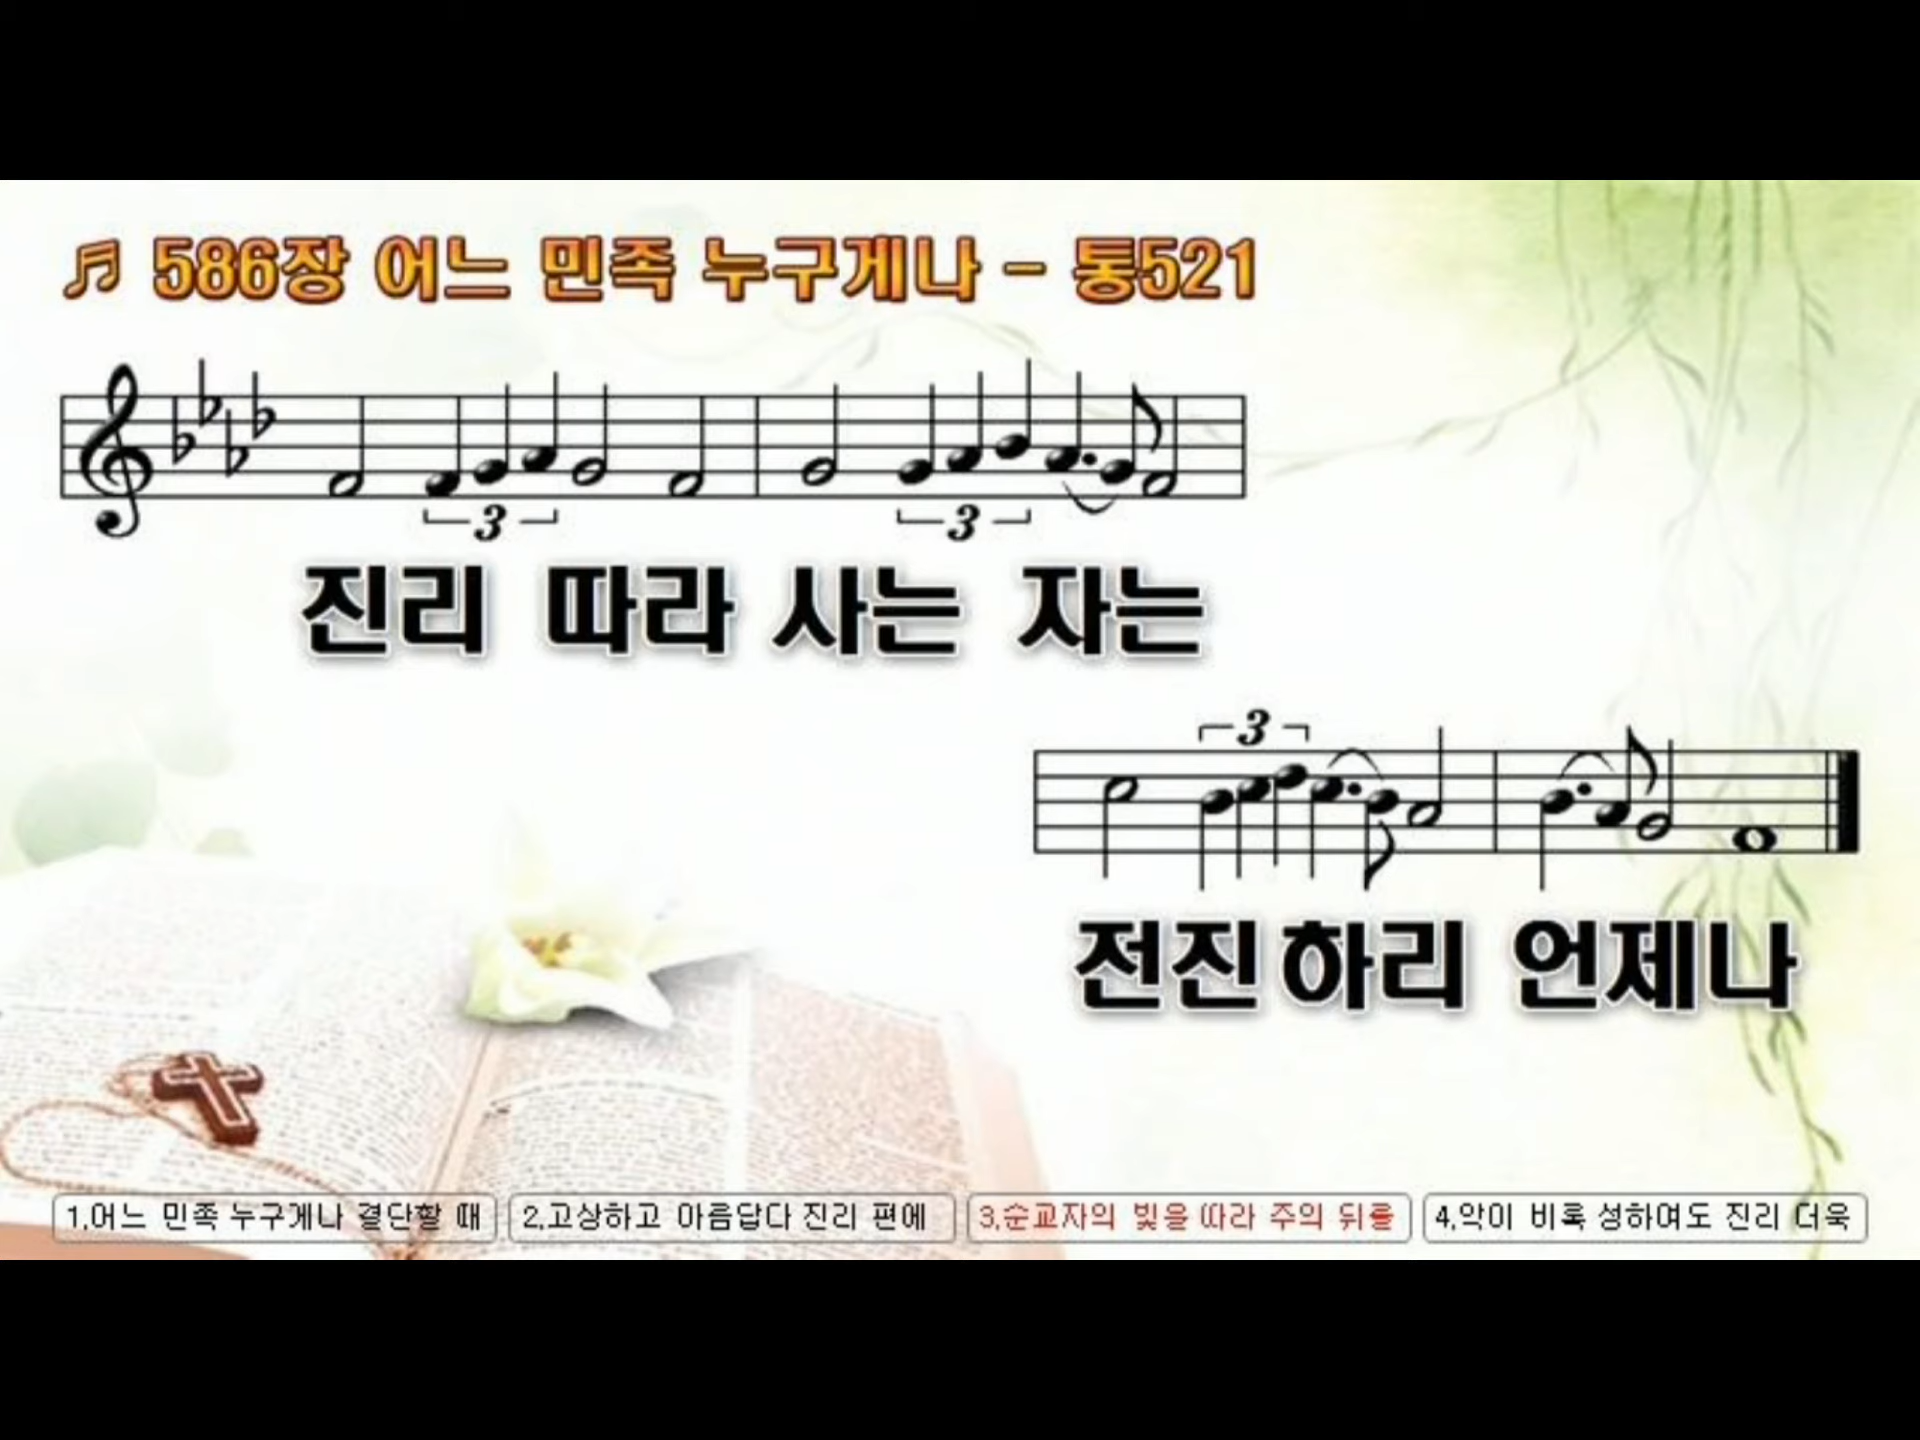 586장 어느 민족 누구게나 - 통521
3 3
진리 따라 사는 자는
3
전진하리 언제나
1.어느 민족 누구게나 결단할 때
2.고상하고 아름답다 진리 편에
3.순교자의 빛을 따라 주의 뒤를
4.악이 비록 성하여도 진리 더욱